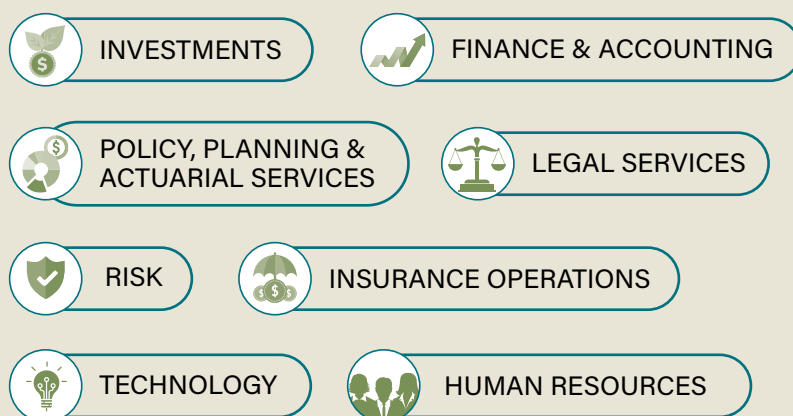 INVESTMENTS
FINANCE & ACCOUNTING
POLICY, PLANNING &
ACTUARIAL SERVICES
LEGAL SERVICES
RISK
INSURANCE OPERATIONS
TECHNOLOGY
HUMAN RESOURCES
$
$
$ $ $